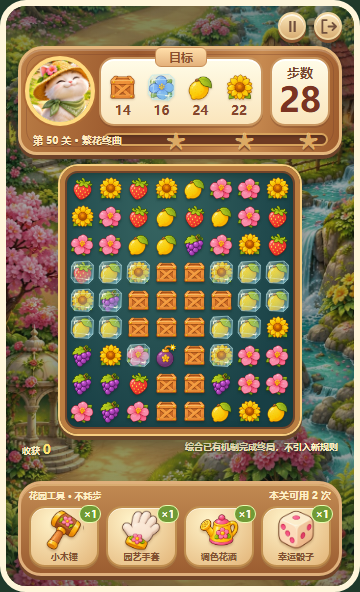 目标
14 16 24 22
步数
28
第 50 关 · 繁花终曲
收获 0
综合已有机制完成终局，不引入新规则
花园工具 · 不耗步
本关可用 2 次
×1 ×1 ×1 ×1
小木锤 园艺手套 调色花洒 幸运骰子